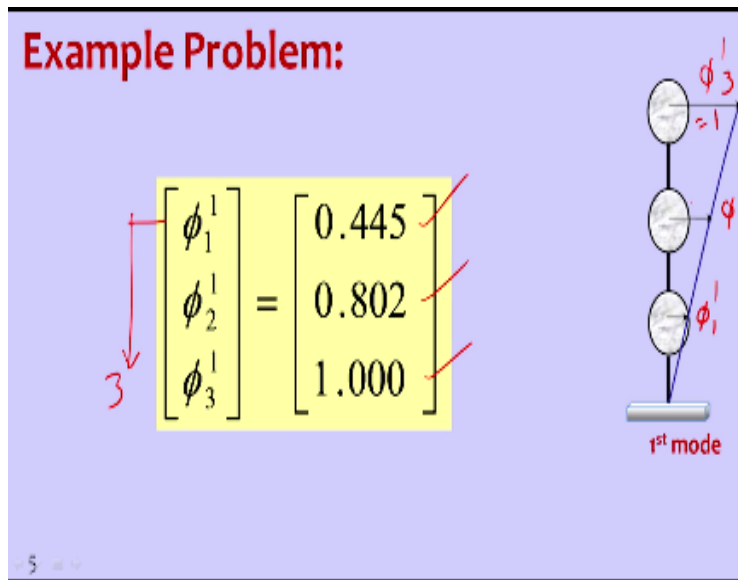 Example Problem:
φ₃¹
=1
[φ₁¹] [0.445]
[φ₂¹] = [0.802]
[φ₃¹] [1.000]
φ
φ₁¹
3
1st mode
5